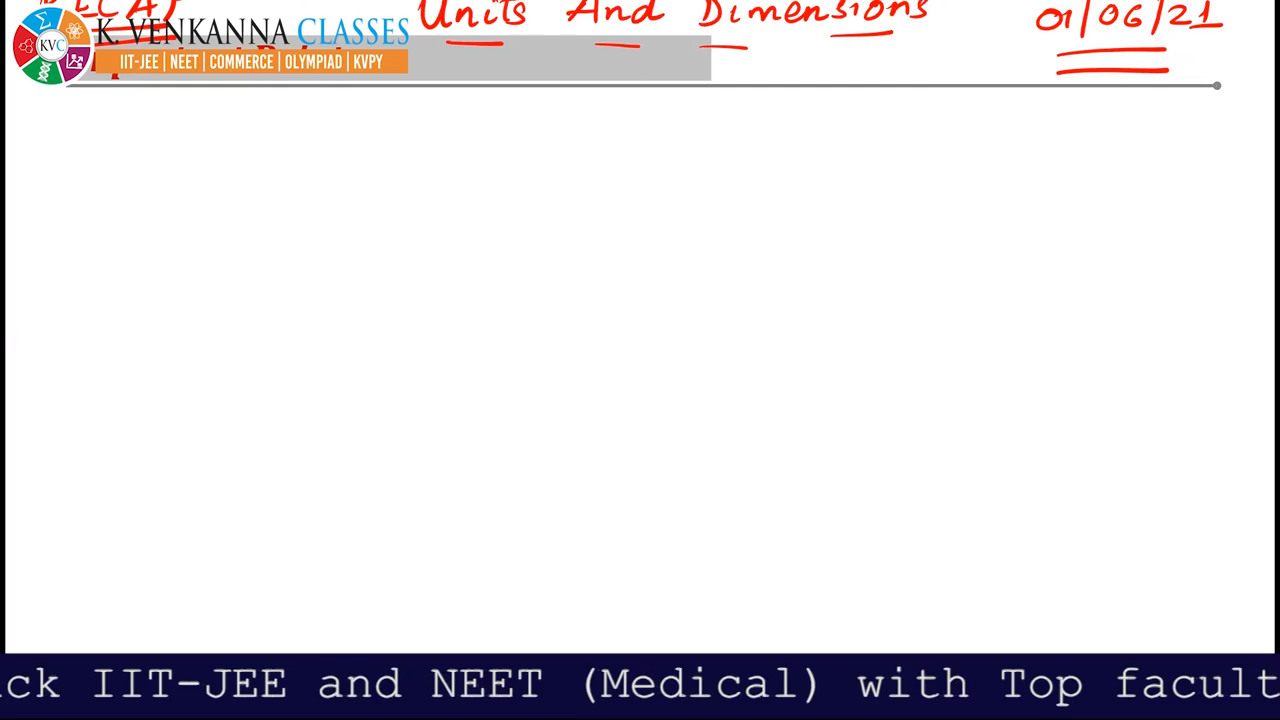 RECAP Units And Dimensions 01/06/21
KVC
K. VENKANNA CLASSES
IIT-JEE | NEET | COMMERCE | OLYMPIAD | KVPY
ck IIT-JEE and NEET (Medical) with Top facult